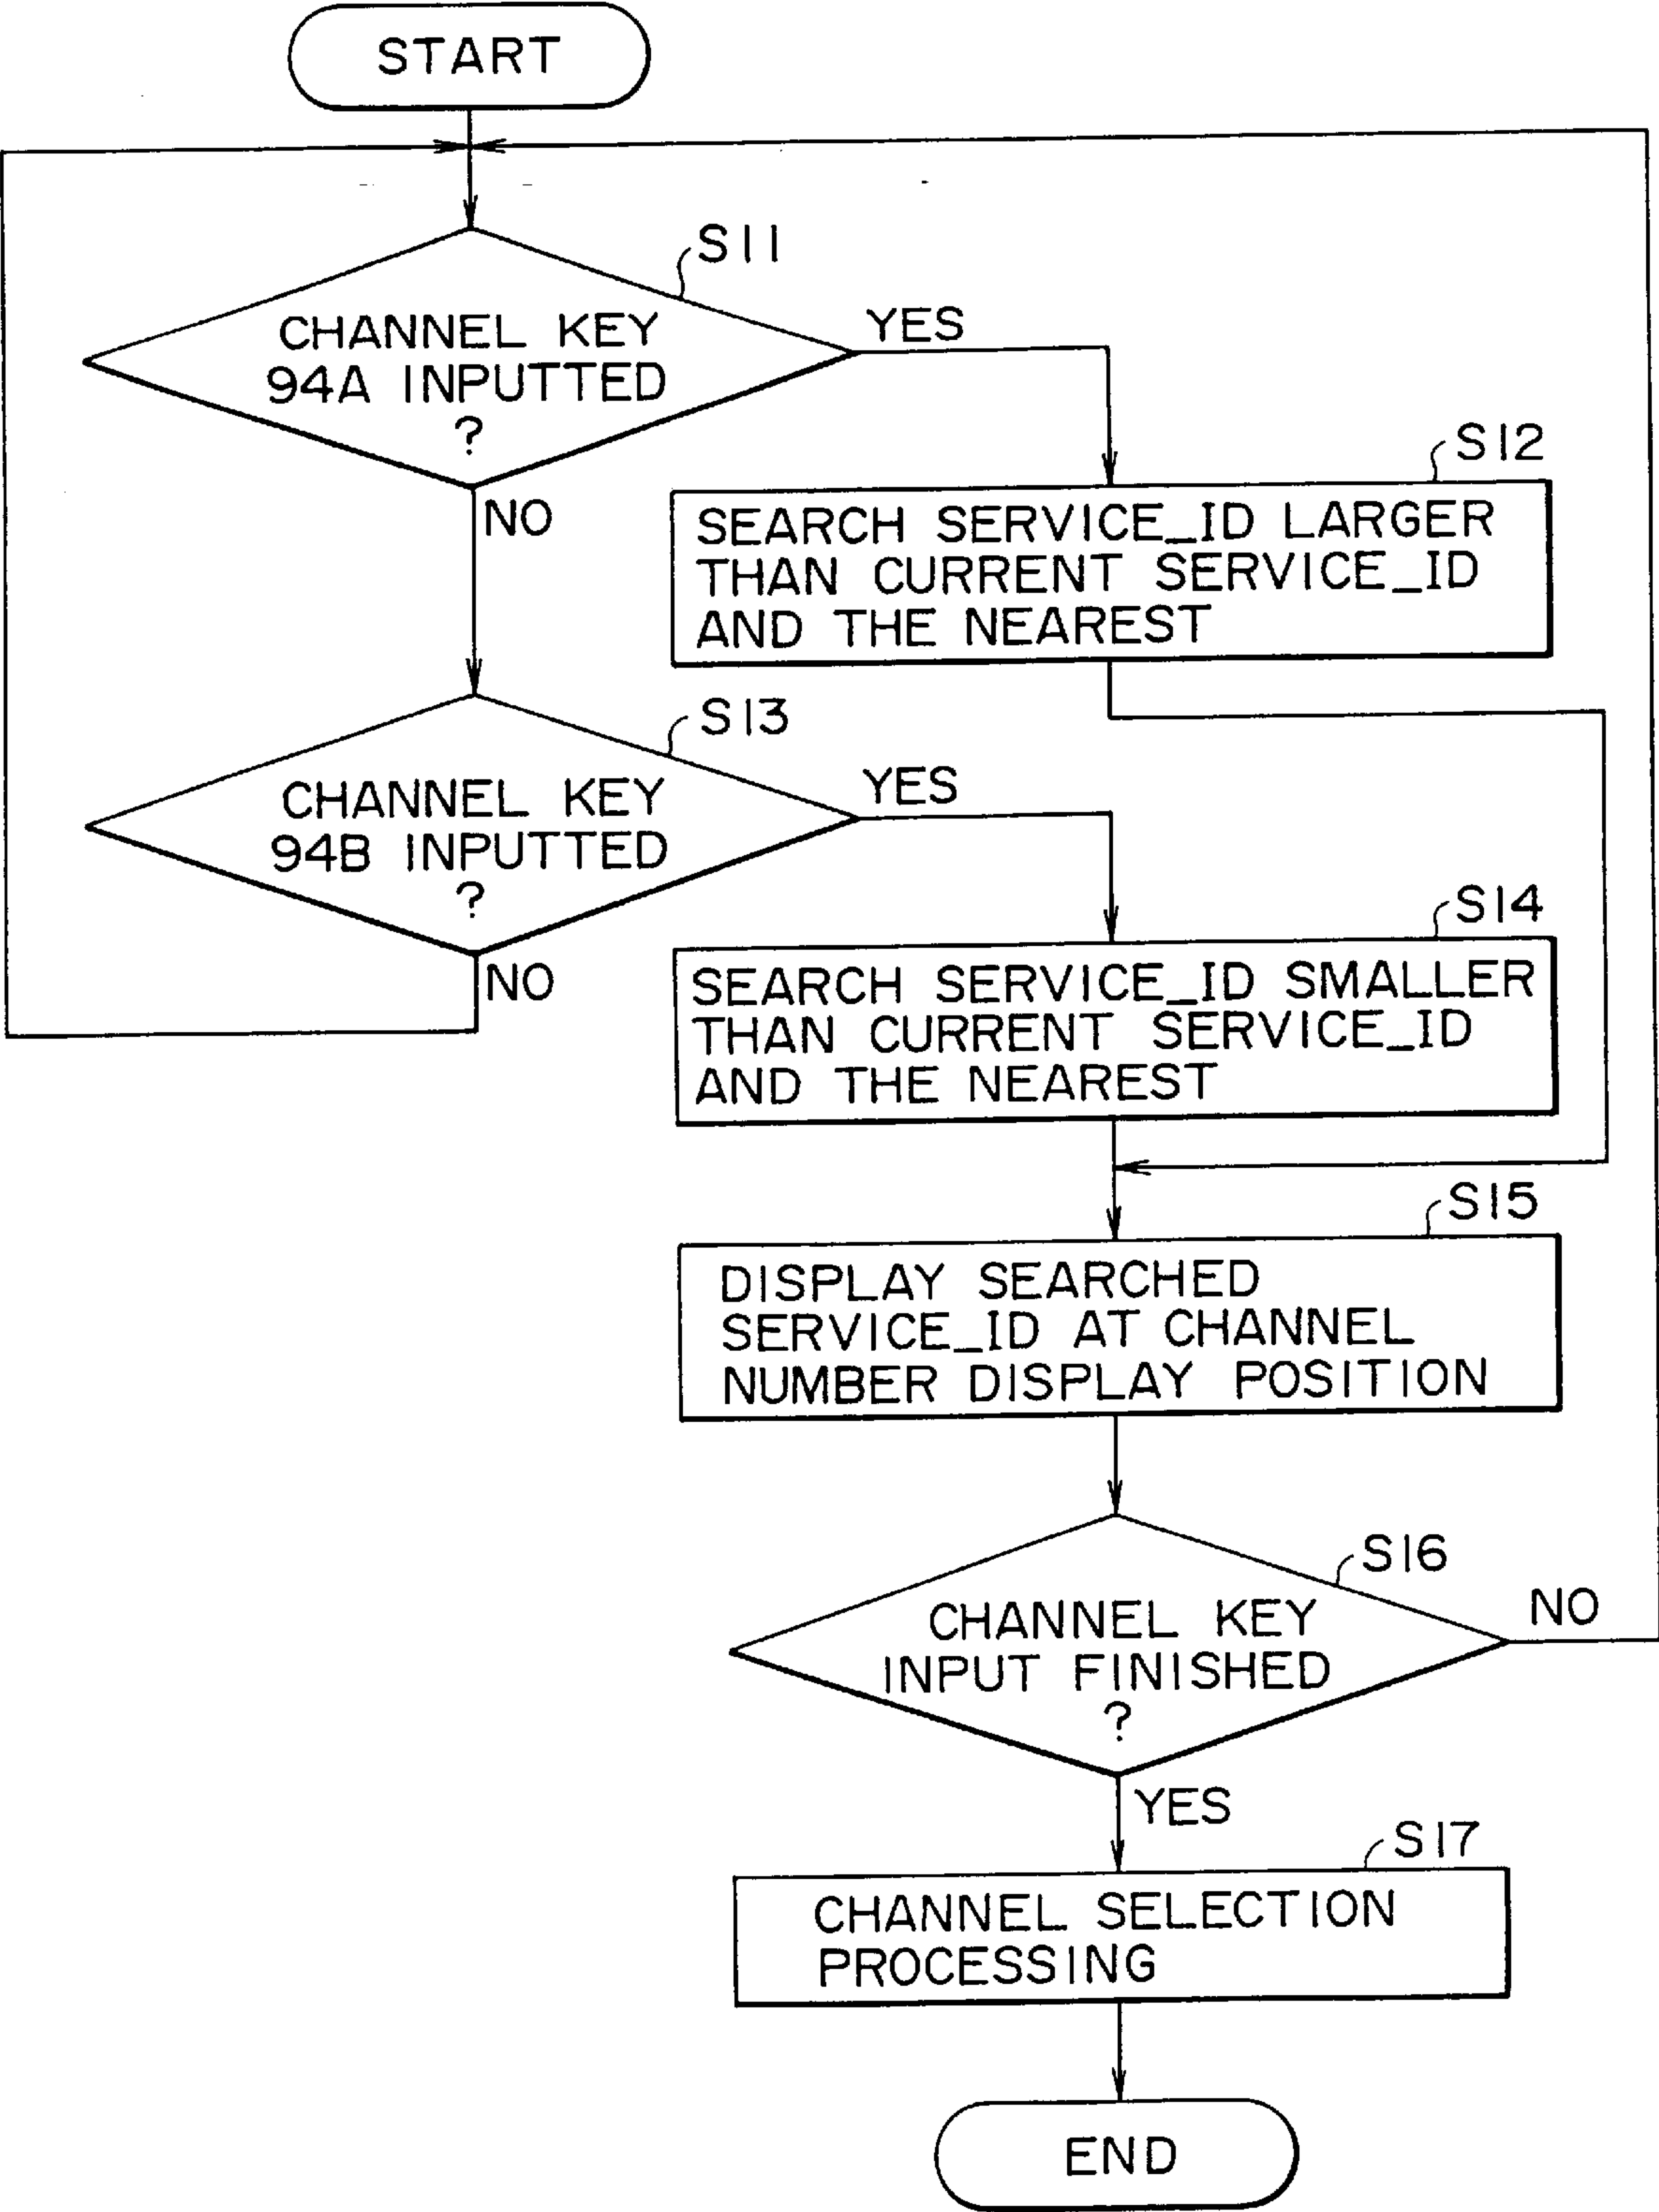 START
S11
CHANNEL KEY
94A INPUTTED
?
YES
NO
S12
SEARCH SERVICE_ID LARGER
THAN CURRENT SERVICE_ID
AND THE NEAREST
S13
CHANNEL KEY
94B INPUTTED
?
YES
NO
S14
SEARCH SERVICE_ID SMALLER
THAN CURRENT SERVICE_ID
AND THE NEAREST
S15
DISPLAY SEARCHED
SERVICE_ID AT CHANNEL
NUMBER DISPLAY POSITION
S16
CHANNEL KEY
INPUT FINISHED
?
NO
YES
S17
CHANNEL SELECTION
PROCESSING
END